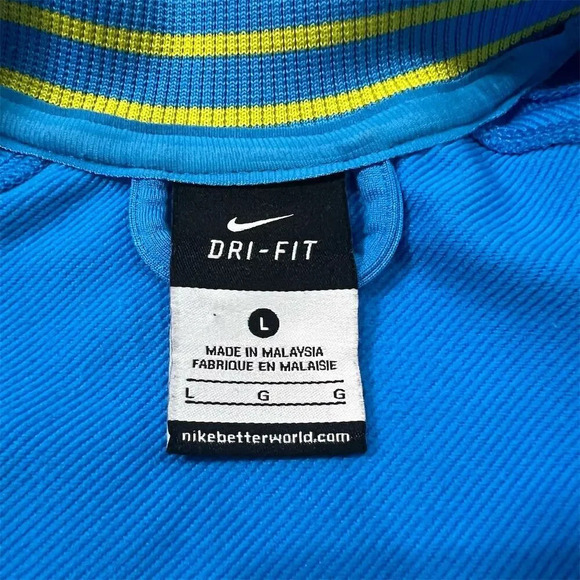 DRI-FIT
L
MADE IN MALAYSIA
FABRIQUE EN MALAISIE
L G G
nikebetterworld.com